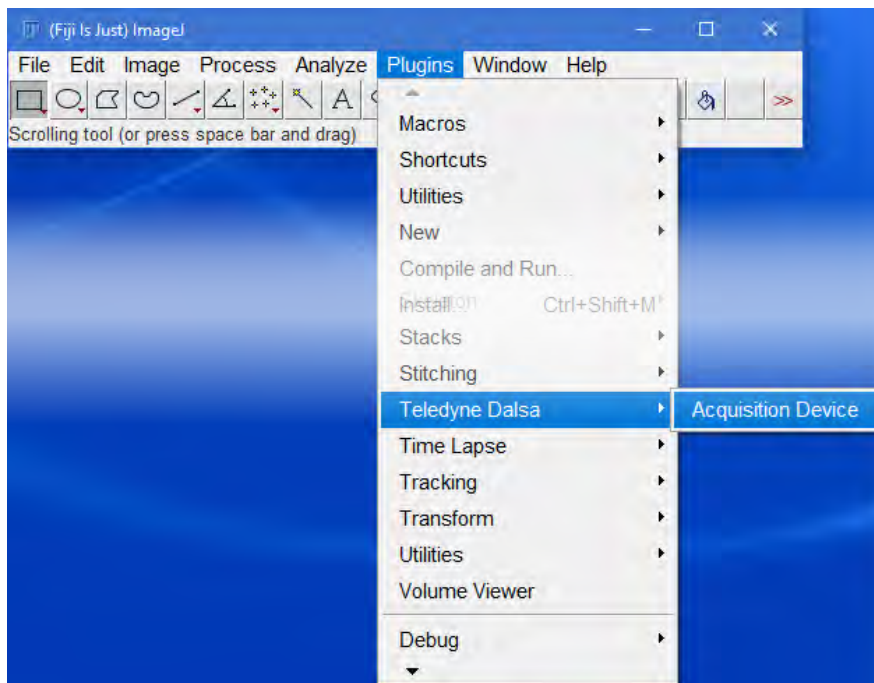 (Fiji Is Just) ImageJ
File Edit Image Process Analyze Plugins Window Help
A
Scrolling tool (or press space bar and drag)
Macros
Shortcuts
Utilities
New
Compile and Run...
Install... Ctrl+Shift+M
Stacks
Stitching
Teledyne Dalsa
Acquisition Device
Time Lapse
Tracking
Transform
Utilities
Volume Viewer
Debug